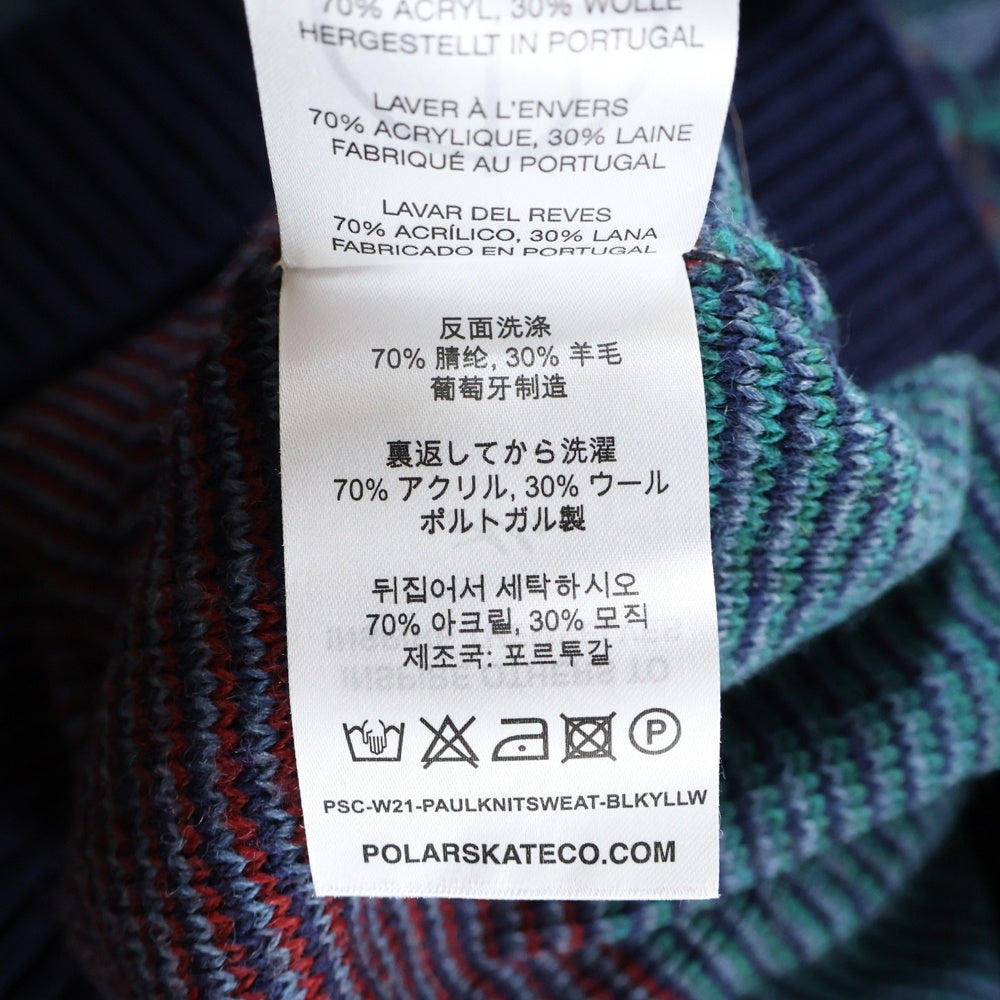 70% ACRYL, 30% WOLLE
HERGESTELLT IN PORTUGAL
LAVER À L'ENVERS
70% ACRYLIQUE, 30% LAINE
FABRIQUÉ AU PORTUGAL
LAVAR DEL REVES
70% ACRÍLICO, 30% LANA
FABRICADO EN PORTUGAL
反面洗涤
70% 腈纶, 30% 羊毛
葡萄牙制造
裏返してから洗濯
70% アクリル, 30% ウール
ポルトガル製
뒤집어서 세탁하시오
70% 아크릴, 30% 모직
제조국: 포르투갈
INSPIRE OTHERS TO
P
PSC-W21-PAULKNITSWEAT-BLKYLLW
POLARSKATECO.COM